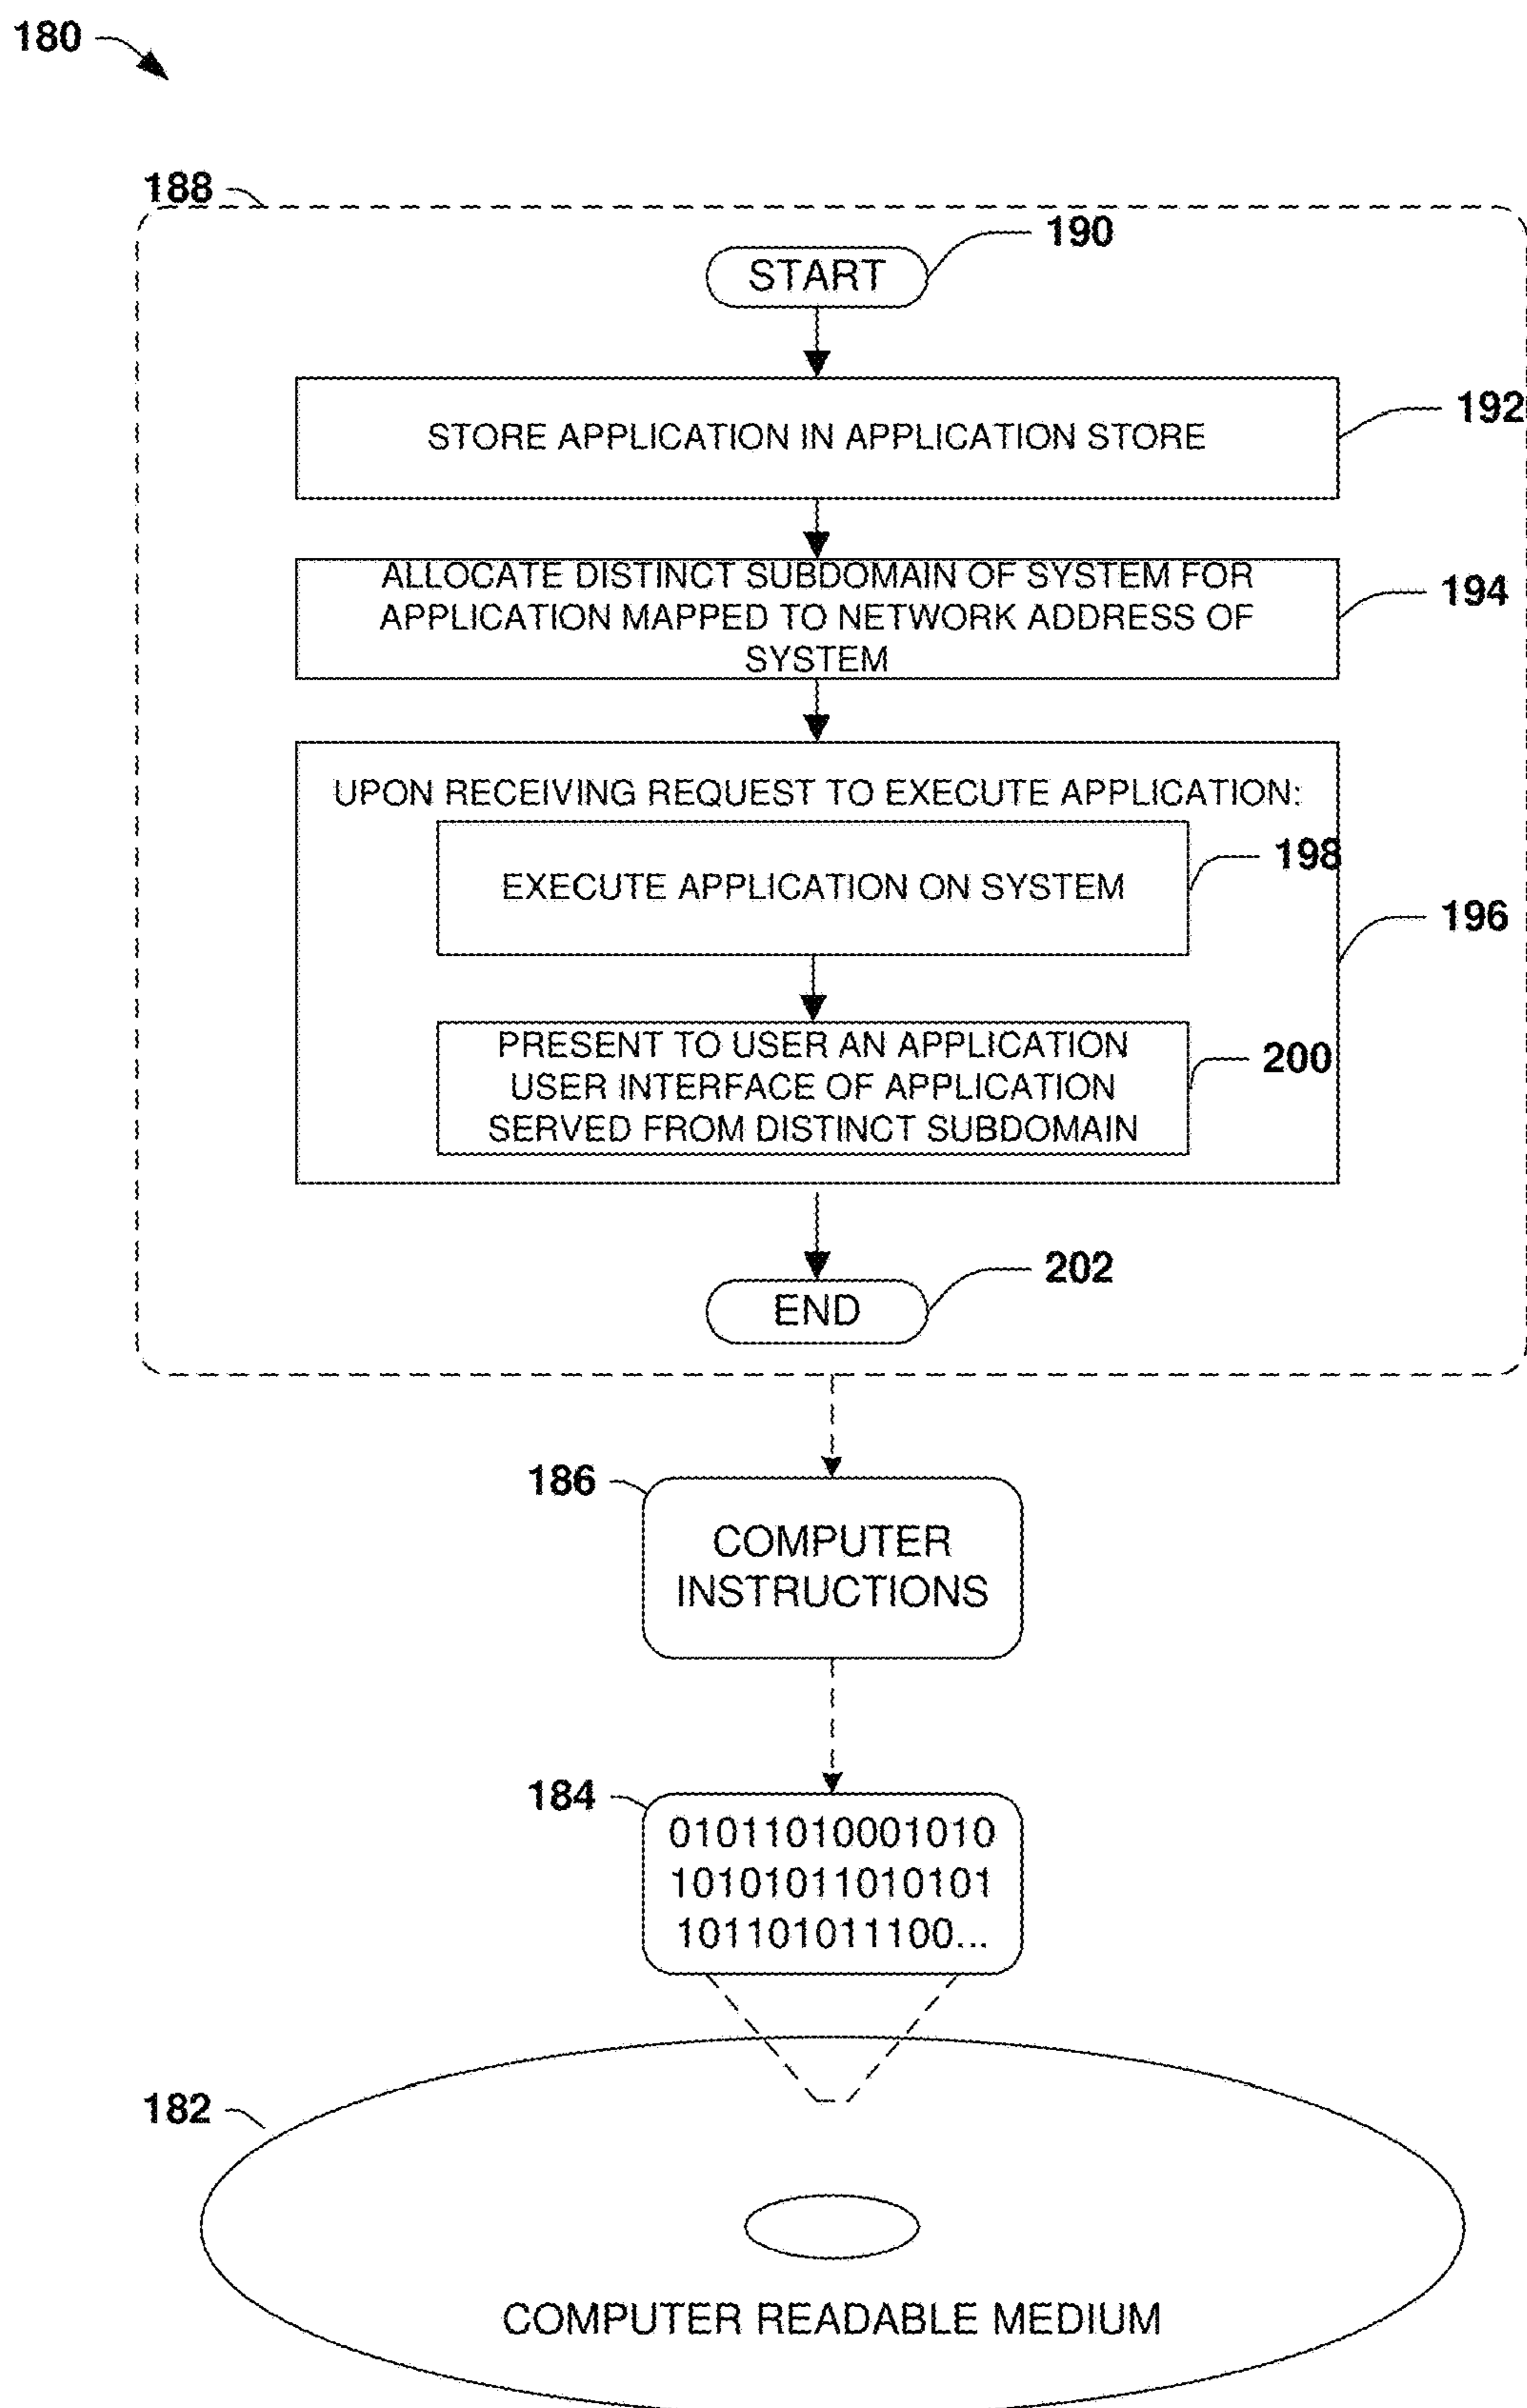 180
188
190
START
192
STORE APPLICATION IN APPLICATION STORE
ALLOCATE DISTINCT SUBDOMAIN OF SYSTEM FOR
APPLICATION MAPPED TO NETWORK ADDRESS OF
SYSTEM
194
UPON RECEIVING REQUEST TO EXECUTE APPLICATION:
198
EXECUTE APPLICATION ON SYSTEM
196
PRESENT TO USER AN APPLICATION
USER INTERFACE OF APPLICATION
SERVED FROM DISTINCT SUBDOMAIN
200
202
END
186
COMPUTER
INSTRUCTIONS
184
01011010001010
10101011010101
101101011100...
182
COMPUTER READABLE MEDIUM